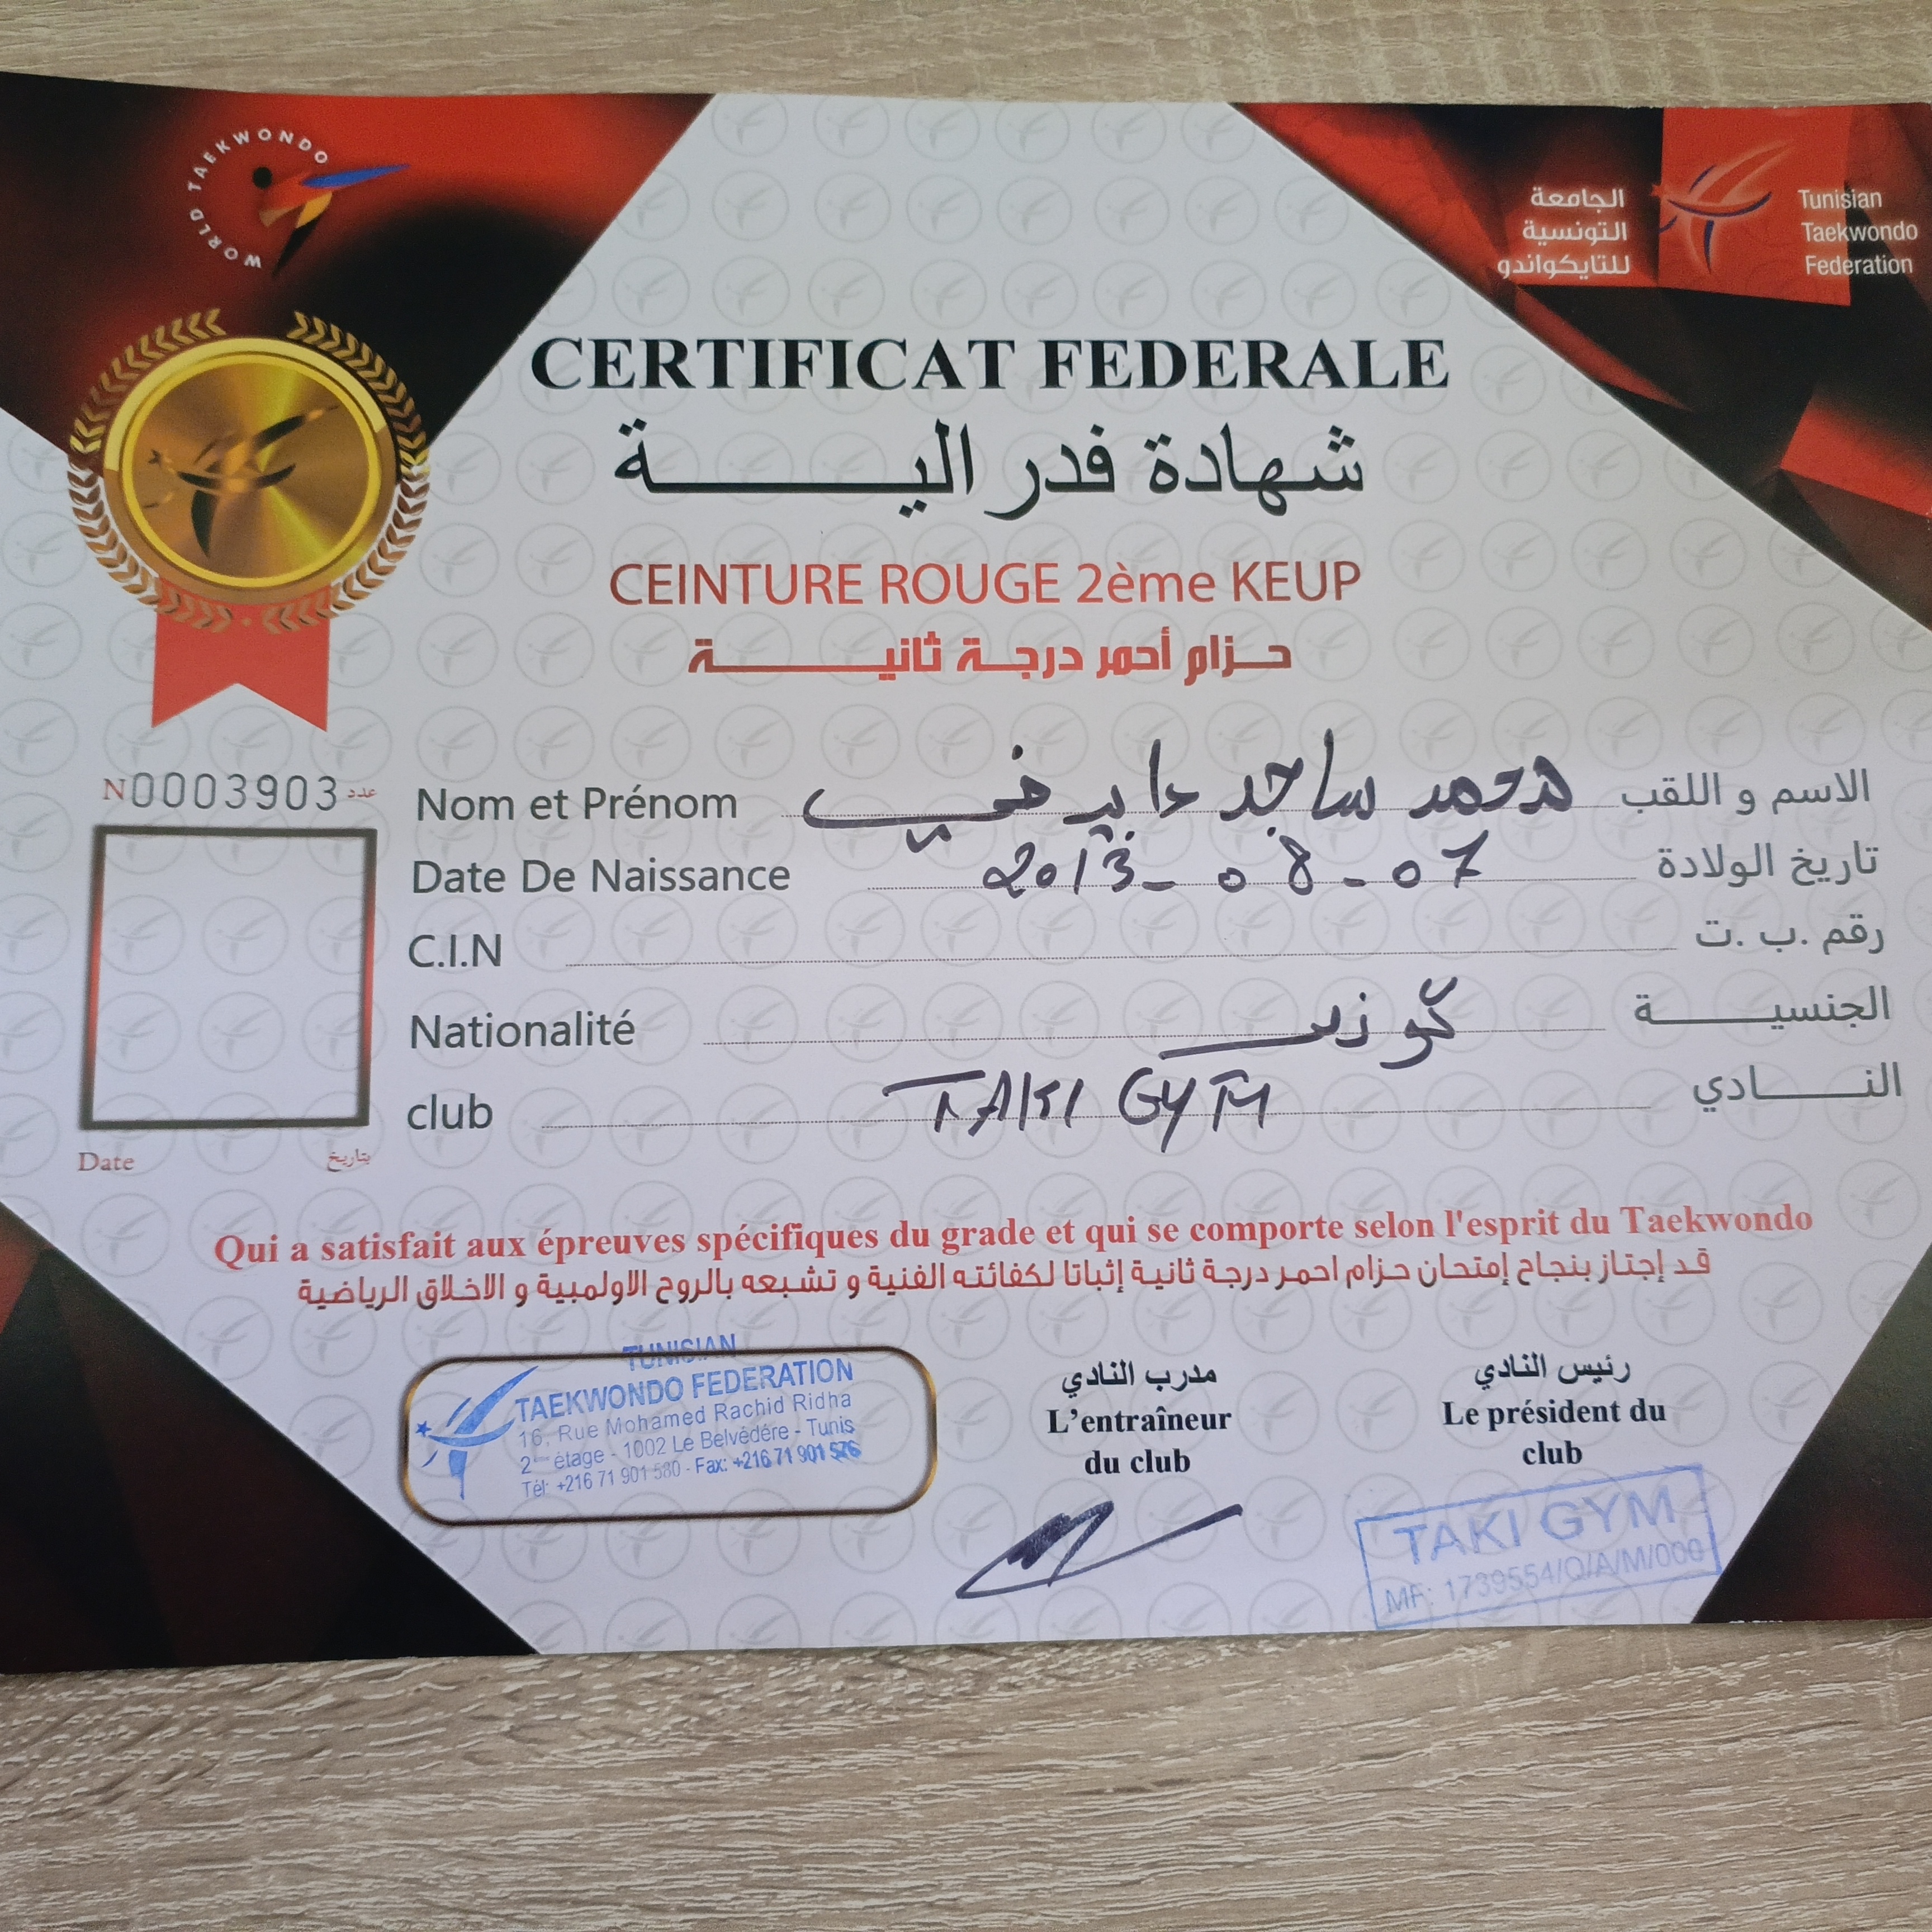 WORLD TAEKWONDO
الجامعة
التونسية
للتايكواندو
Tunisian
Taekwondo
Federation
CERTIFICAT FEDERALE
شهادة فدرالية
CEINTURE ROUGE 2ème KEUP
حزام أحمر درجة ثانية
N0003903 عدد
Nom et Prénom محمد ساجد الاسم و اللقب
Date De Naissance 2013-08-07 تاريخ الولادة
C.I.N رقم ب. ت.
Nationalité الجنسية
club TAKI GYM النادي
Date بتاريخ
Qui a satisfait aux épreuves spécifiques du grade et qui se comporte selon l'esprit du Taekwondo
قد إجتاز بنجاح إمتحان حزام احمر درجة ثانية إثباتا لكفائته الفنية و تشبعه بالروح الاولمبية و الاخلاق الرياضية
TUNISIAN
TAEKWONDO FEDERATION
16, Rue Mohamed Rachid Ridha
2ème étage - 1002 Le Belvédére - Tunis
Tél: +216 71 901 580 - Fax: +216 71 901 576
مدرب النادي
L'entraîneur
du club
رئيس النادي
Le président du
club
TAKI GYM
MF: 1739554/Q/A/M/000